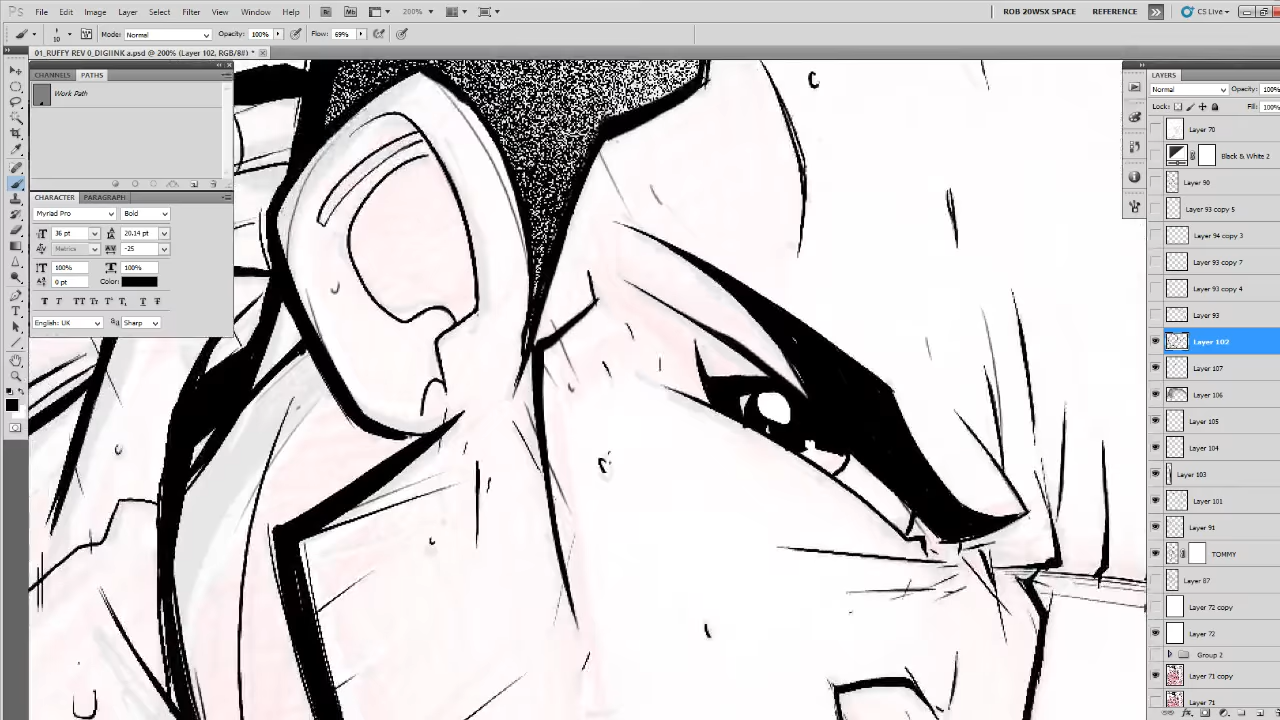 Ps File Edit Image Layer Select Filter View Window Help Br Mb 200% ROB 20WSX SPACE REFERENCE CS Live
10 Mode: Normal Opacity: 100% Flow: 69%
01_RUFFY REV 0_DIGIINK a.psd @ 200% (Layer 102, RGB/8#) *
CHANNELS PATHS
Work Path
CHARACTER PARAGRAPH
Myriad Pro Bold
36 pt 20.14 pt
Metrics -25
100% 100%
0 pt Color:
T T TT Tr T' T, T T
English: UK aa Sharp
LAYERS
Normal Opacity: 100%
Lock: Fill: 100%
Layer 70
Black & White 2
Layer 90
Layer 93 copy 5
Layer 94 copy 3
Layer 93 copy 7
Layer 93 copy 4
Layer 93
Layer 102
Layer 107
Layer 106
Layer 105
Layer 104
Layer 103
Layer 101
Layer 91
TOMMY
Layer 87
Layer 72 copy
Layer 72
Group 2
Layer 71 copy
Layer 71